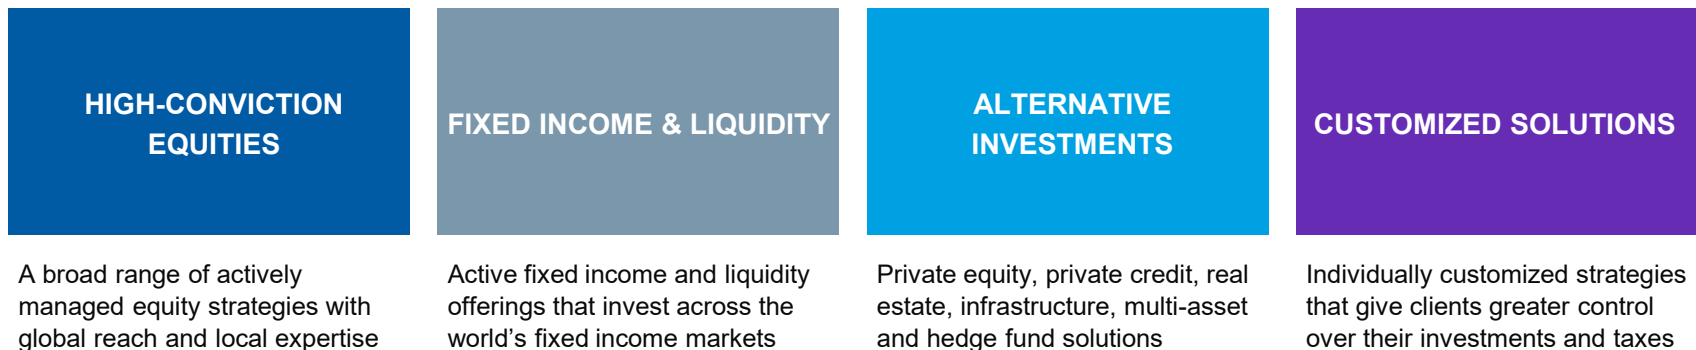 HIGH-CONVICTION
EQUITIES
A broad range of actively
managed equity strategies with
global reach and local expertise
FIXED INCOME & LIQUIDITY
Active fixed income and liquidity
offerings that invest across the
world’s fixed income markets
ALTERNATIVE
INVESTMENTS
Private equity, private credit, real
estate, infrastructure, multi-asset
and hedge fund solutions
CUSTOMIZED SOLUTIONS
Individually customized strategies
that give clients greater control
over their investments and taxes